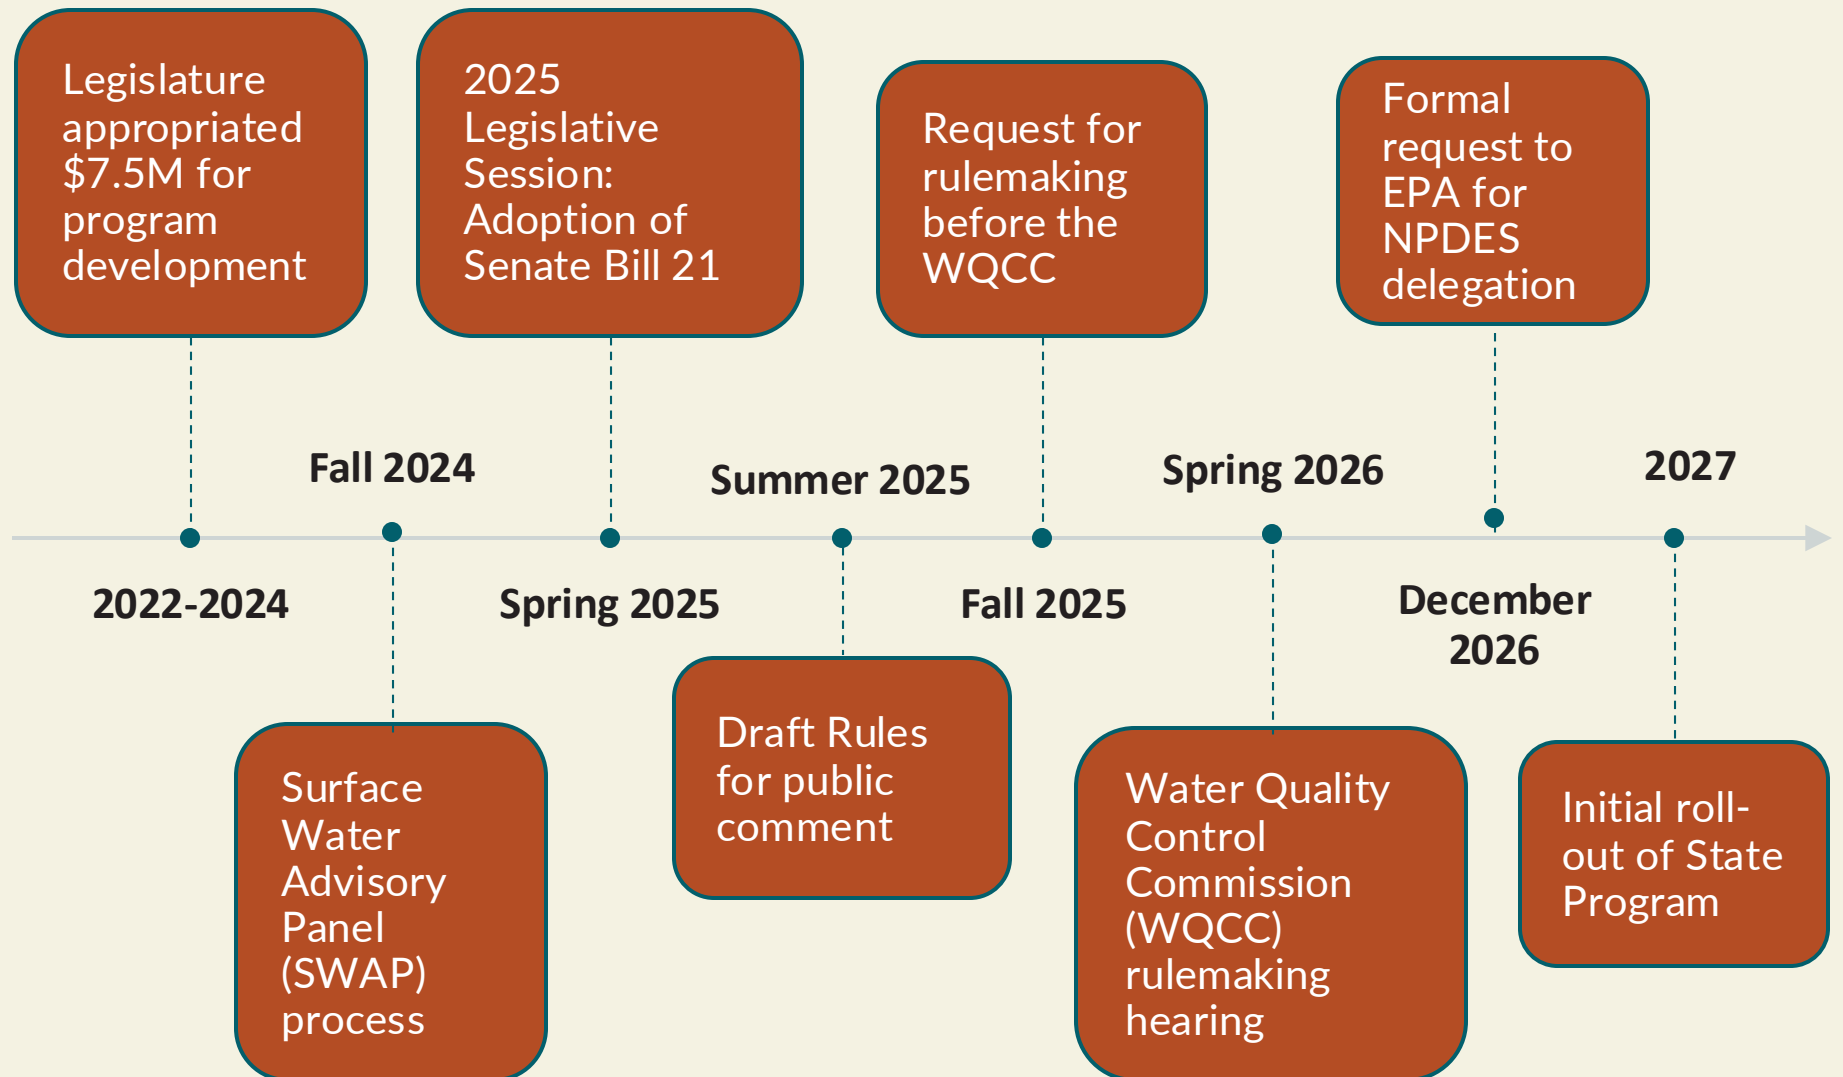 Legislature
appropriated
$7.5M for
program
development
2025
Legislative
Session:
Adoption of
Senate Bill 21
Request for
rulemaking
before the
WQCC
Formal
request to
EPA for
NPDES
delegation
Fall 2024
Summer 2025
Spring 2026
2027
2022-2024
Spring 2025
Fall 2025
December
2026
Surface
Water
Advisory
Panel
(SWAP)
process
Draft Rules
for public
comment
Water Quality
Control
Commission
(WQCC)
rulemaking
hearing
Initial roll-
out of State
Program